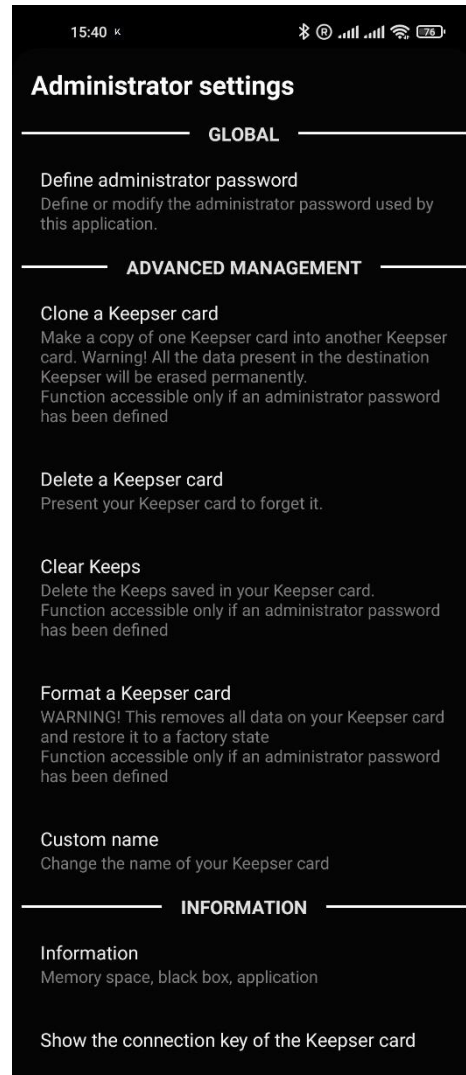 15:40 K
76
Administrator settings
GLOBAL
Define administrator password
Define or modify the administrator password used by
this application.
ADVANCED MANAGEMENT
Clone a Keepser card
Make a copy of one Keepser card into another Keepser
card. Warning! All the data present in the destination
Keepser will be erased permanently.
Function accessible only if an administrator password
has been defined
Delete a Keepser card
Present your Keepser card to forget it.
Clear Keeps
Delete the Keeps saved in your Keepser card.
Function accessible only if an administrator password
has been defined
Format a Keepser card
WARNING! This removes all data on your Keepser card
and restore it to a factory state
Function accessible only if an administrator password
has been defined
Custom name
Change the name of your Keepser card
INFORMATION
Information
Memory space, black box, application
Show the connection key of the Keepser card